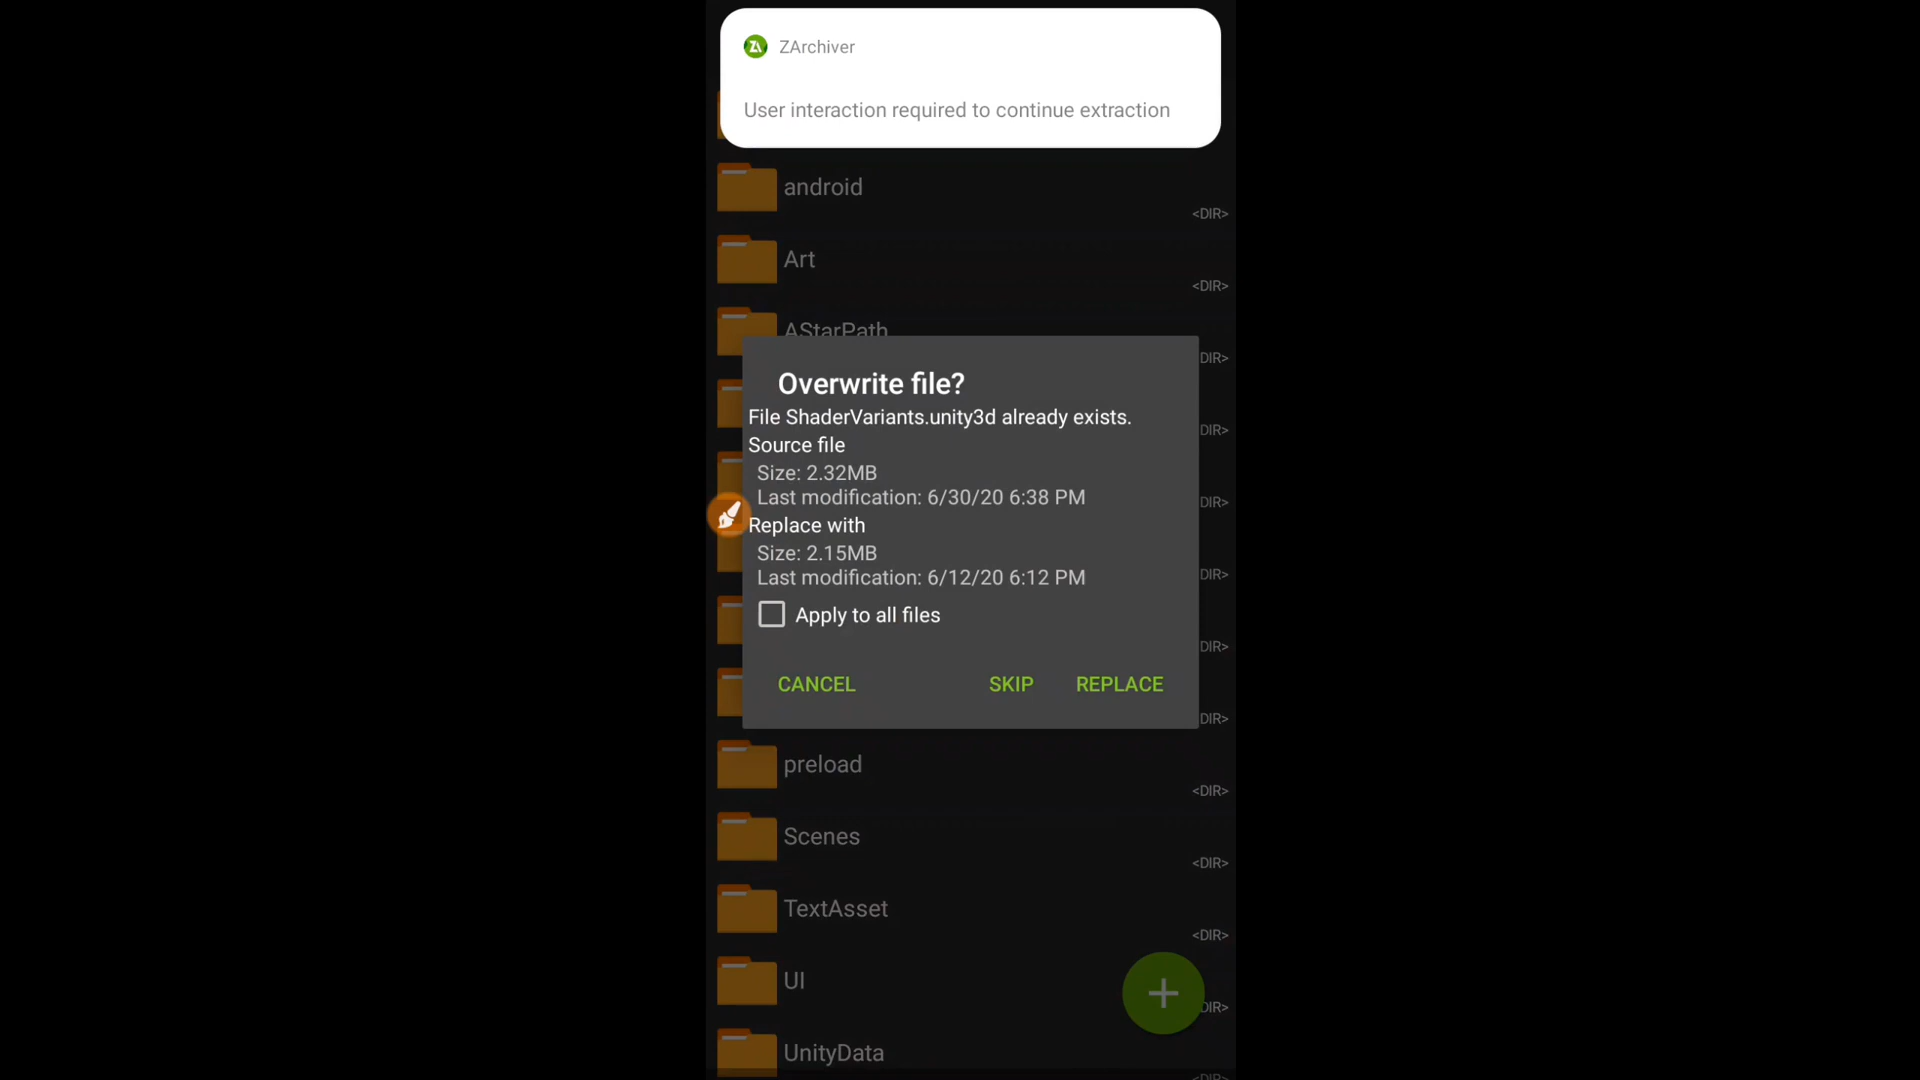 ZArchiver
User interaction required to continue extraction
android
<DIR>
Art
<DIR>
AStarPath
DIR>
Overwrite file?
File ShaderVariants.unity3d already exists.
DIR>
Source file
Size: 2.32MB
Last modification: 6/30/20 6:38 PM
DIR>
Replace with
Size: 2.15MB
Last modification: 6/12/20 6:12 PM
DIR>
Apply to all files
DIR>
CANCEL SKIP REPLACE
DIR>
preload
<DIR>
Scenes
<DIR>
TextAsset
<DIR>
UI
DIR>
UnityData
<DIR>